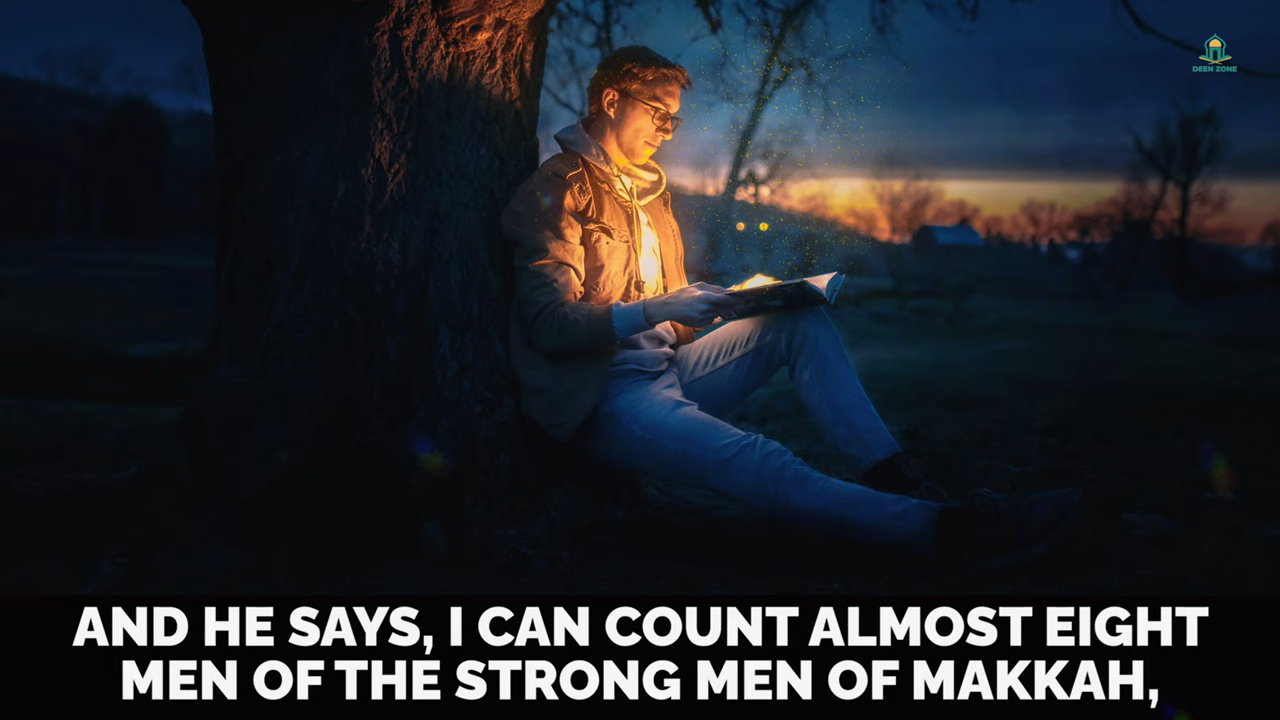 DEEN ZONE
AND HE SAYS, I CAN COUNT ALMOST EIGHT
MEN OF THE STRONG MEN OF MAKKAH,